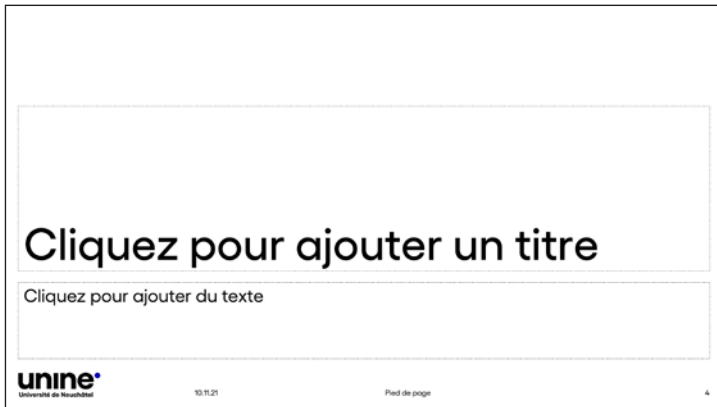 Cliquez pour ajouter un titre
Cliquez pour ajouter du texte
unine
Université de Neuchâtel
10.11.21
Pied de page
4